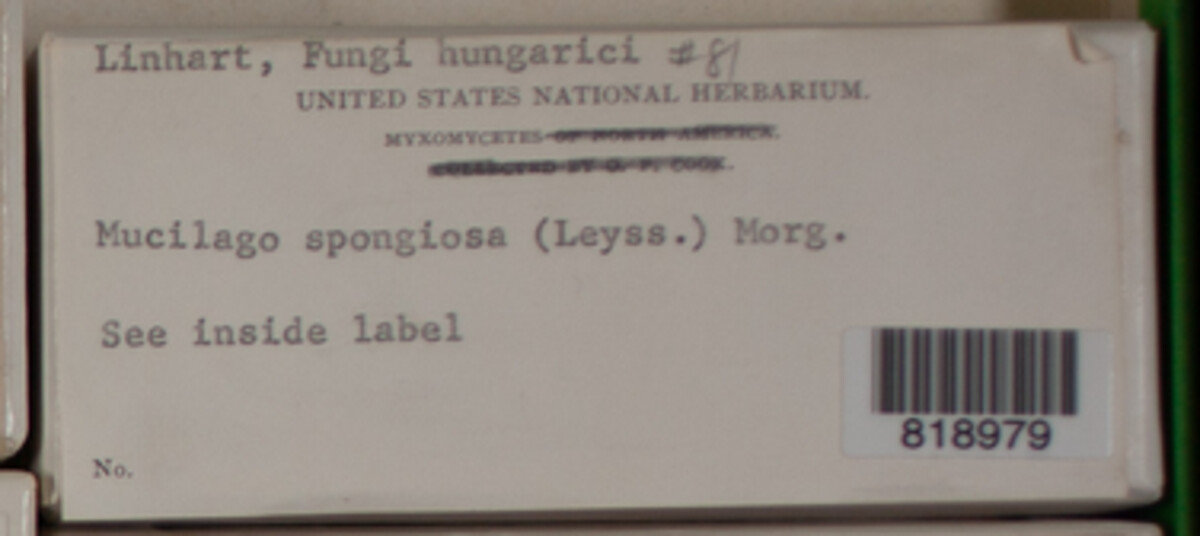 Linhart, Fungi hungarici #81
UNITED STATES NATIONAL HERBARIUM.
MYXOMYCETES OF NORTH AMERICA.
COLLECTED BY O. F. COOK.
Mucilago spongiosa (Leyss.) Morg.
See inside label
818979
No.